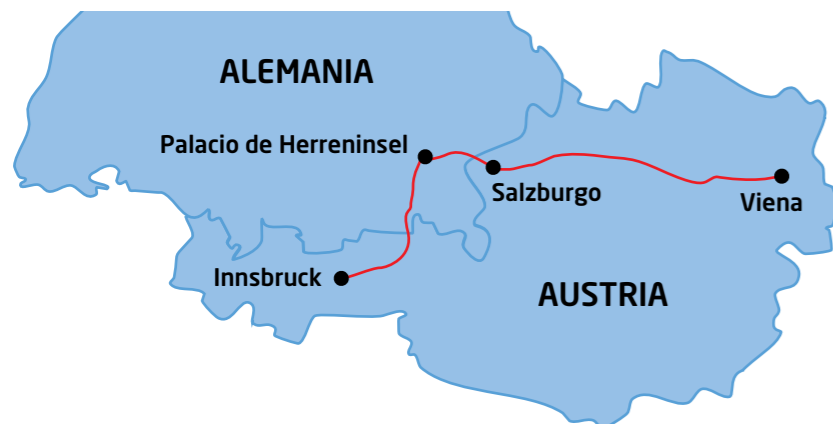 ALEMANIA
Palacio de Herreninsel
Salzburgo
Viena
Innsbruck
AUSTRIA